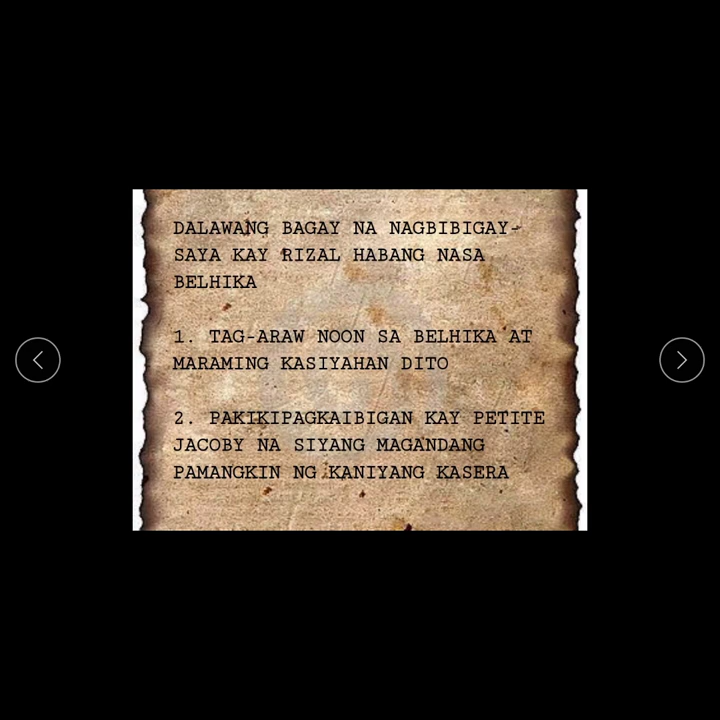 DALAWANG BAGAY NA NAGBIBIGAY-
SAYA KAY RIZAL HABANG NASA
BELHIKA
1. TAG-ARAW NOON SA BELHIKA AT
MARAMING KASIYAHAN DITO
2. PAKIKIPAGKAIBIGAN KAY PETITE
JACOBY NA SIYANG MAGANDANG
PAMANGKIN NG KANIYANG KASERA